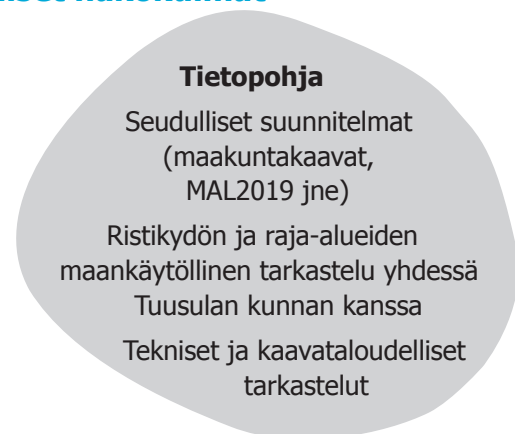 Tietopohja
Seudulliset suunnitelmat
(maakuntakaavat,
MAL2019 jne)
Ristikydön ja raja-alueiden
maankäytöllinen tarkastelu yhdessä
Tuusulan kunnan kanssa
Tekniset ja kaavataloudelliset
tarkastelut